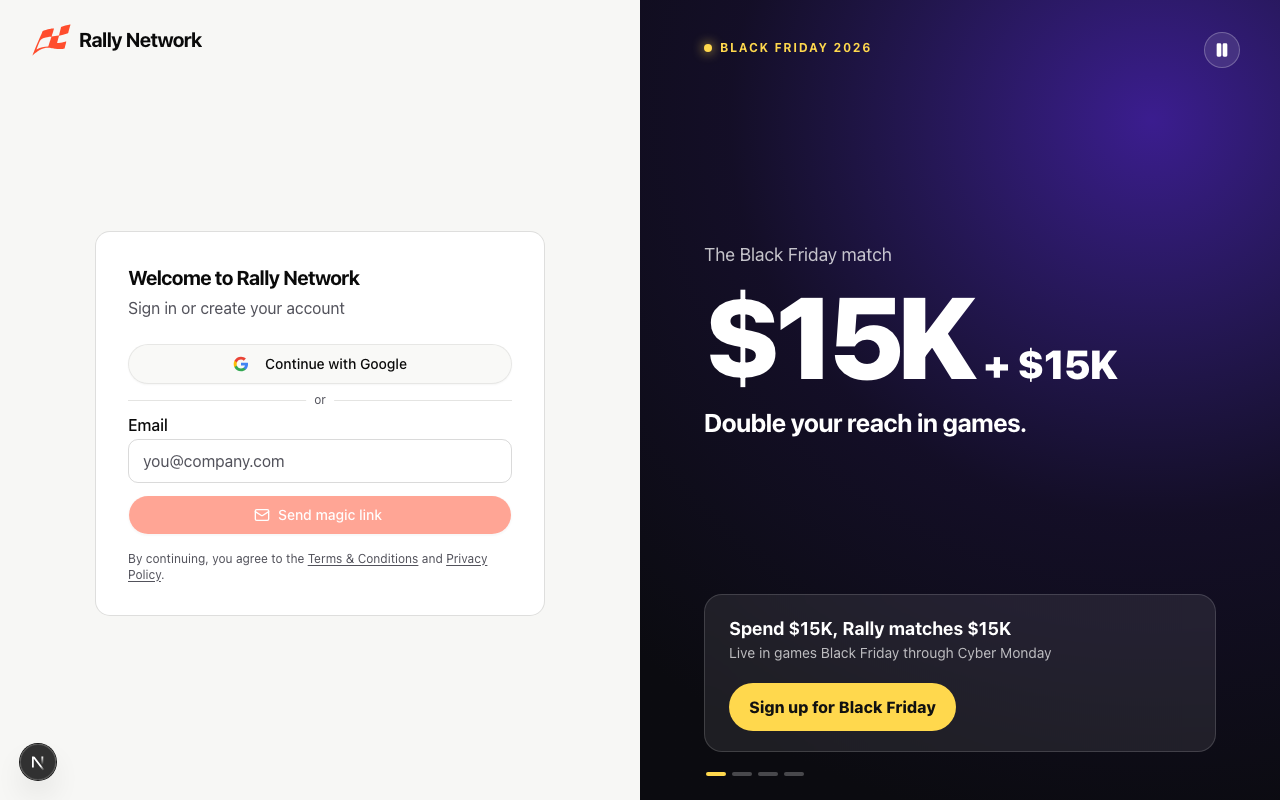 Rally Network
Welcome to Rally Network
Sign in or create your account
Continue with Google
or
Email
you@company.com
Send magic link
By continuing, you agree to the Terms & Conditions and Privacy
Policy.
N
BLACK FRIDAY 2026
The Black Friday match
$15K + $15K
Double your reach in games.
Spend $15K, Rally matches $15K
Live in games Black Friday through Cyber Monday
Sign up for Black Friday